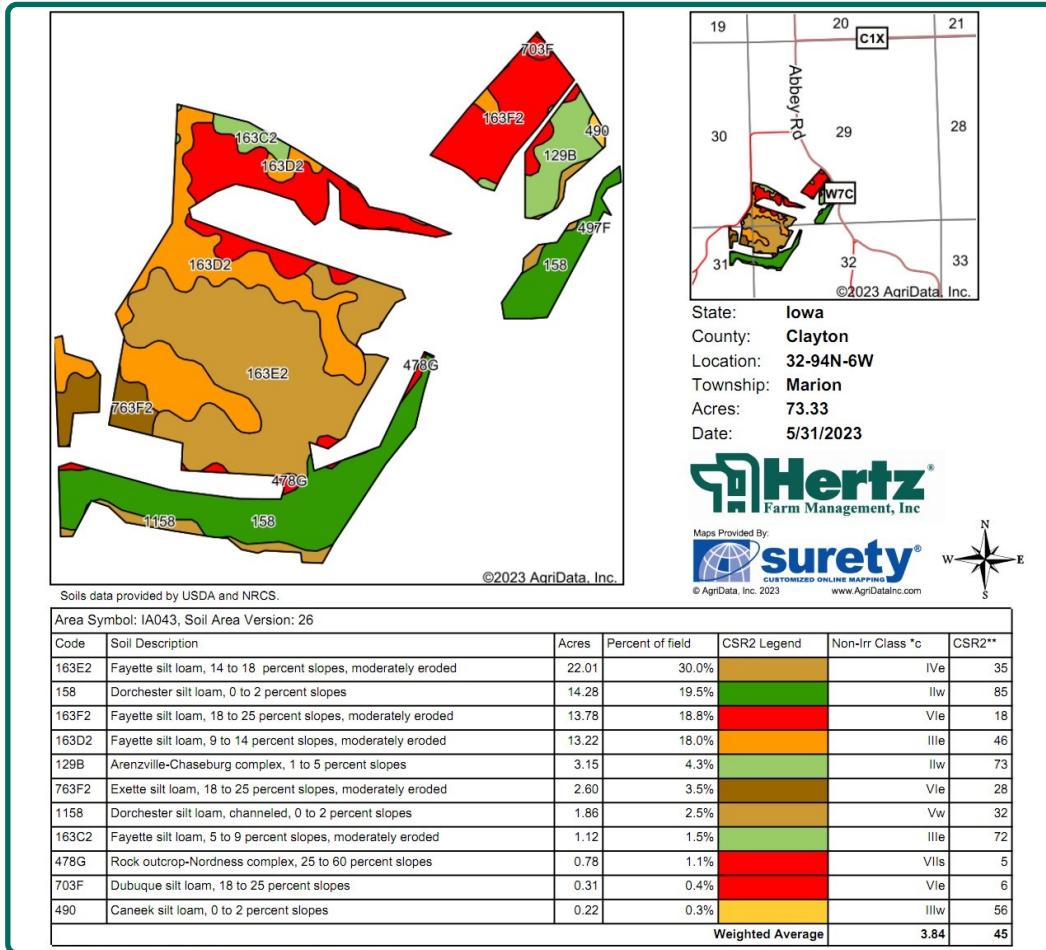 703F
163F2
490
129B
163C2
163D2
497F
158
163D2
163E2
478G
763F2
478G
1158
158
©2023 AgriData, Inc.
19
20
21
C1X
Abbey-Rd
30
29
28
W7C
31
32
33
©2023 AgriData, Inc.
State: Iowa
County: Clayton
Location: 32-94N-6W
Township: Marion
Acres: 73.33
Date: 5/31/2023
Hertz®
Farm Management, Inc
Maps Provided By:
surety®
CUSTOMIZED ONLINE MAPPING
© AgriData, Inc. 2023 www.AgriDataInc.com
N
W E
S
Soils data provided by USDA and NRCS.
Area Symbol: IA043, Soil Area Version: 26
Code Soil Description Acres Percent of field CSR2 Legend Non-Irr Class *c CSR2**
163E2 Fayette silt loam, 14 to 18 percent slopes, moderately eroded 22.01 30.0% IVe 35
158 Dorchester silt loam, 0 to 2 percent slopes 14.28 19.5% IIw 85
163F2 Fayette silt loam, 18 to 25 percent slopes, moderately eroded 13.78 18.8% VIe 18
163D2 Fayette silt loam, 9 to 14 percent slopes, moderately eroded 13.22 18.0% IIIe 46
129B Arenzville-Chaseburg complex, 1 to 5 percent slopes 3.15 4.3% IIw 73
763F2 Exette silt loam, 18 to 25 percent slopes, moderately eroded 2.60 3.5% VIe 28
1158 Dorchester silt loam, channeled, 0 to 2 percent slopes 1.86 2.5% Vw 32
163C2 Fayette silt loam, 5 to 9 percent slopes, moderately eroded 1.12 1.5% IIIe 72
478G Rock outcrop-Nordness complex, 25 to 60 percent slopes 0.78 1.1% VIIs 5
703F Dubuque silt loam, 18 to 25 percent slopes 0.31 0.4% VIe 6
490 Caneek silt loam, 0 to 2 percent slopes 0.22 0.3% IIIw 56
Weighted Average 3.84 45